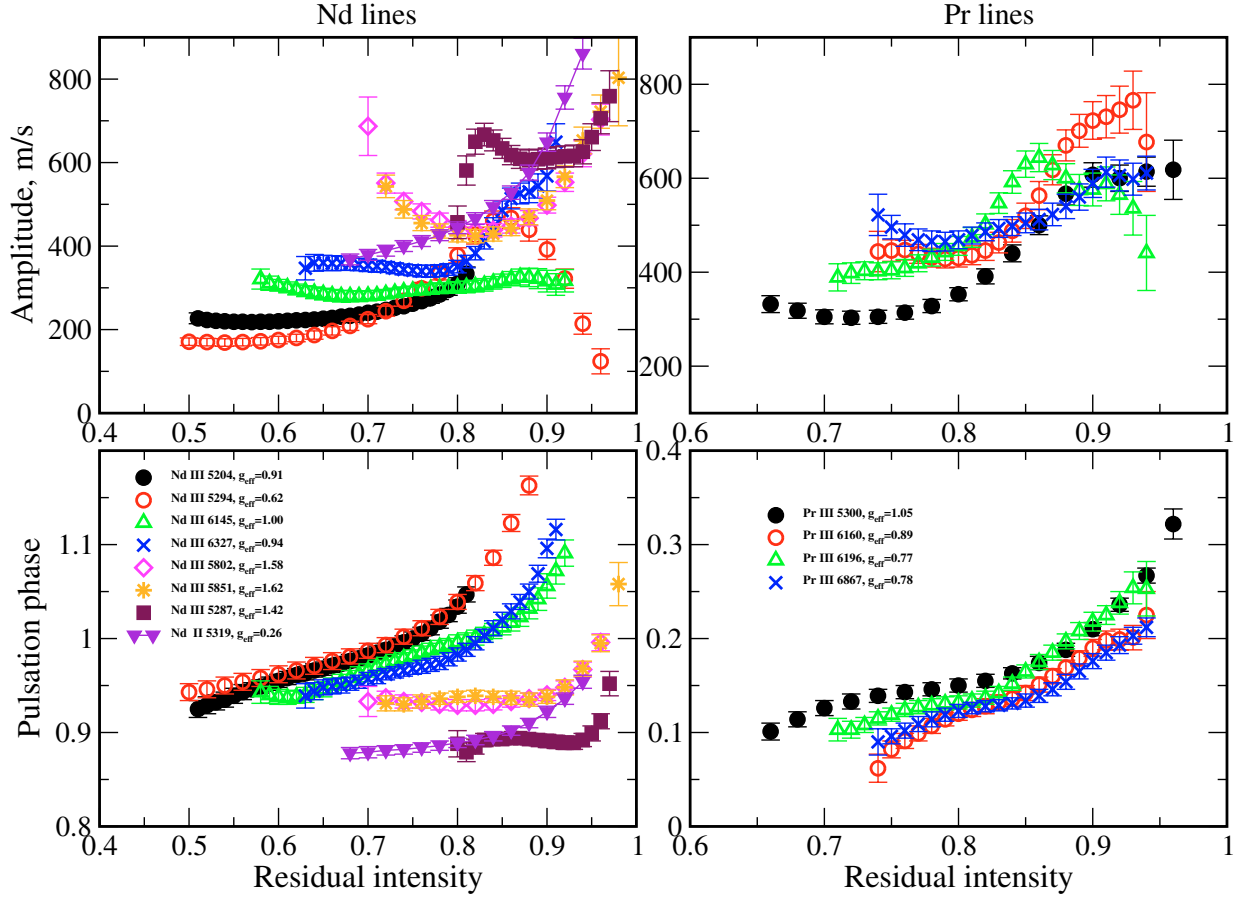 Nd lines
Pr lines
Amplitude, m/s
800
600
400
200
0
0.4
0.5
0.6
0.7
0.8
0.9
1
800
600
400
300
0.6
0.7
0.8
0.9
1
Pulsation phase
1.1
1
0.9
0.8
Nd III 5204, geff=0.91
Nd III 5294, geff=0.62
Nd III 6145, geff=1.00
Nd III 6327, geff=0.94
Nd III 5802, geff=1.58
Nd III 5851, geff=1.62
Nd III 5287, geff=1.42
Nd II 5319, geff=0.26
0.4
0.5
0.6
0.7
0.8
0.9
1
Residual intensity
0.4
0.3
0.2
0.1
0
Pr III 5300, geff=1.05
Pr III 6160, geff=0.89
Pr III 6196, geff=0.77
Pr III 6867, geff=0.78
0.6
0.7
0.8
0.9
1
Residual intensity